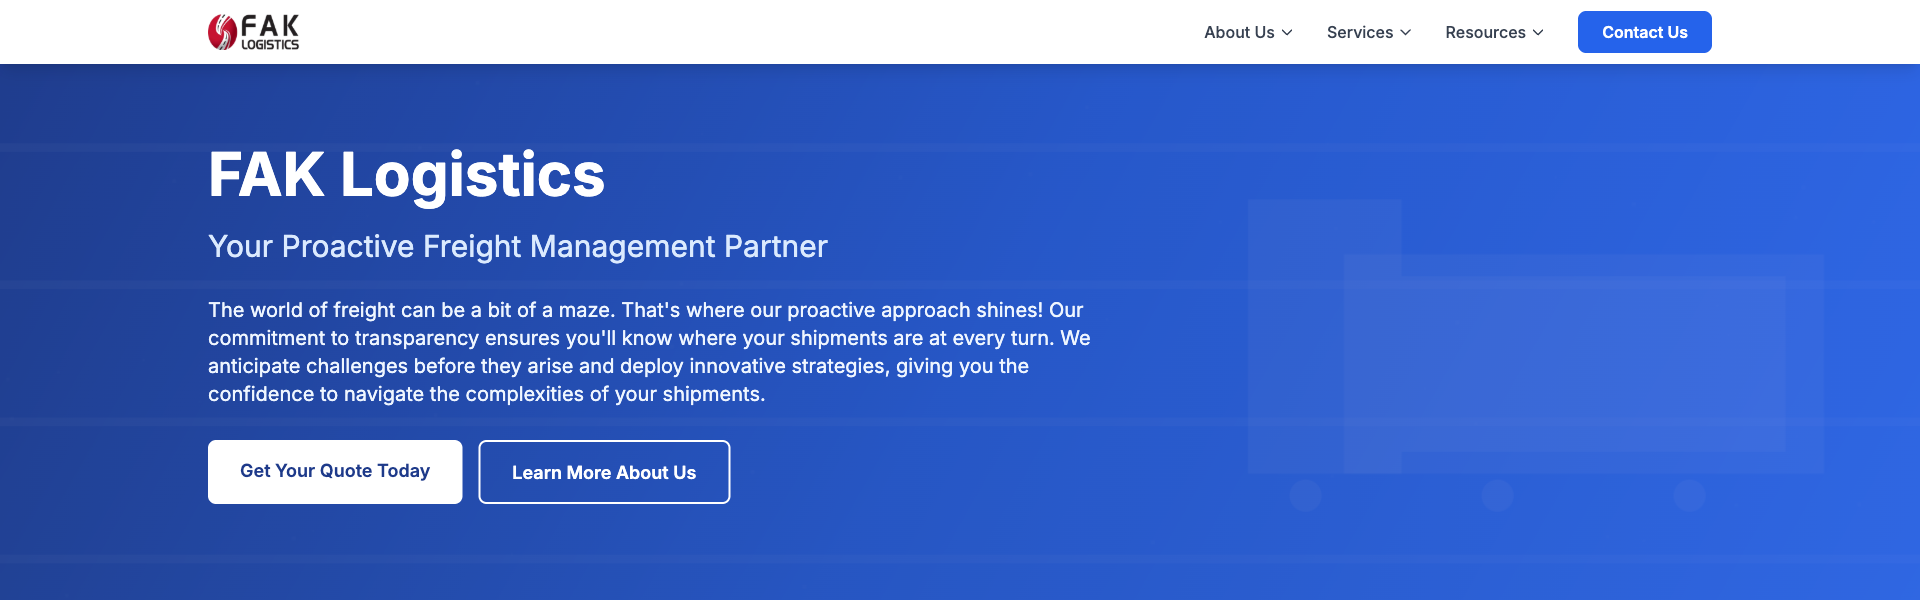 FAK
LOGISTICS
About Us
Services
Resources
Contact Us
FAK Logistics
Your Proactive Freight Management Partner
The world of freight can be a bit of a maze. That's where our proactive approach shines! Our
commitment to transparency ensures you'll know where your shipments are at every turn. We
anticipate challenges before they arise and deploy innovative strategies, giving you the
confidence to navigate the complexities of your shipments.
Get Your Quote Today
Learn More About Us